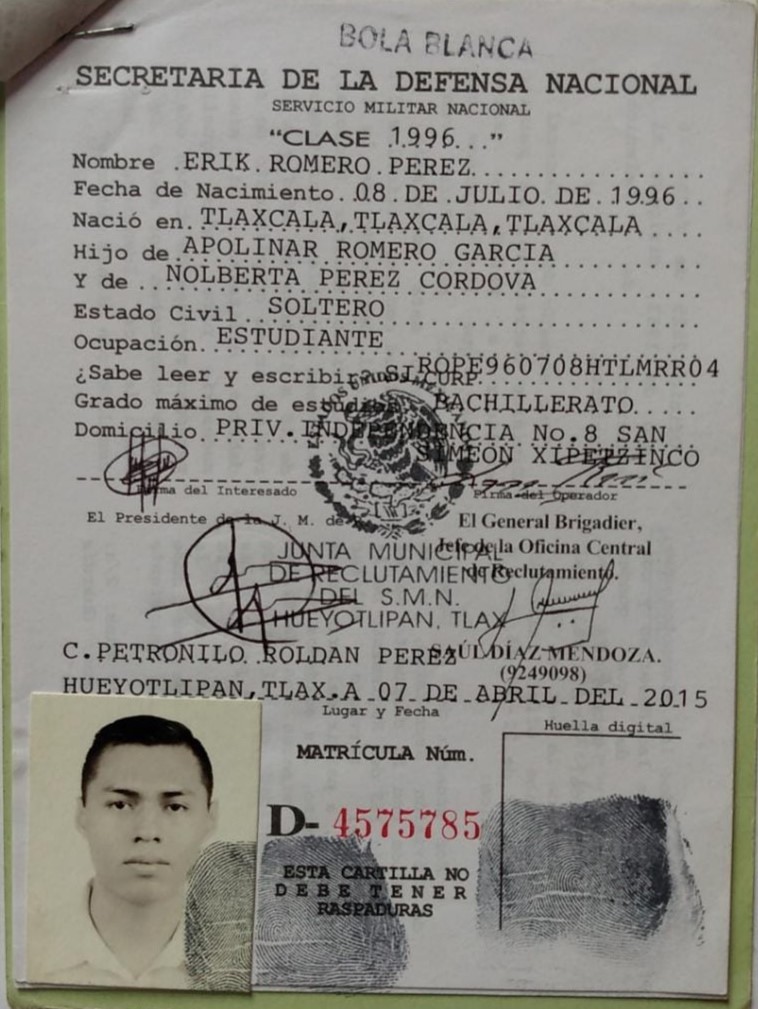 BOLA BLANCA
SECRETARIA DE LA DEFENSA NACIONAL
SERVICIO MILITAR NACIONAL
"CLASE .1996..."
Nombre .ERIK.ROMERO.PEREZ
Fecha de Nacimiento..08.DE.JULIO.DE.1996..
Nació en.TLAXCALA,TLAXCALA,TLAXCALA
Hijo de APOLINAR ROMERO GARCIA
Y de ..NOLBERTA PEREZ CORDOVA
Estado Civil..SOLTERO
Ocupación..ESTUDIANTE
¿Sabe leer y escribir? SI CURP ROPE960708HTLMRR04
Grado máximo de estudios BACHILLERATO.....
Domicilio PRIV.INDEPENDENCIA No.8 SAN
SIMEON XIPETZINCO
Firma del Interesado Firma del Operador
El Presidente de la J. M. de R. El General Brigadier,
Jefe de la Oficina Central
de Reclutamiento.
JUNTA MUNICIPAL
DE RECLUTAMIENTO
DEL S.M.N.
HUEYOTLIPAN, TLAX
C.PETRONILO ROLDAN PEREZ SAÚL DÍAZ MENDOZA.
(9249098)
HUEYOTLIPAN,TLAX.A 07 DE ABRIL DEL 2015
Lugar y Fecha
Huella digital
MATRÍCULA Núm.
D- 4575785
ESTA CARTILLA NO
DEBE TENER
RASPADURAS